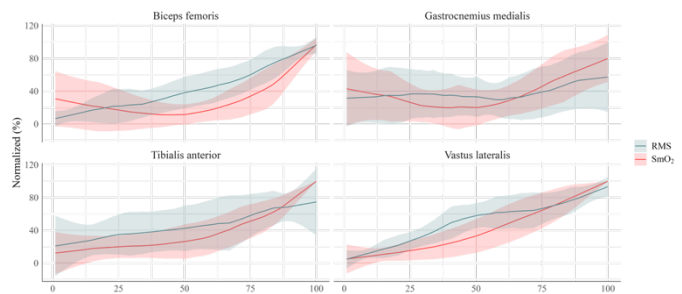 Biceps femoris
Gastrocnemius medialis
120
80
40
0
Tibialis anterior
Vastus lateralis
120
80
40
0
Normalized (%)
0
25
50
75
100
0
25
50
75
100
RMS
SmO₂